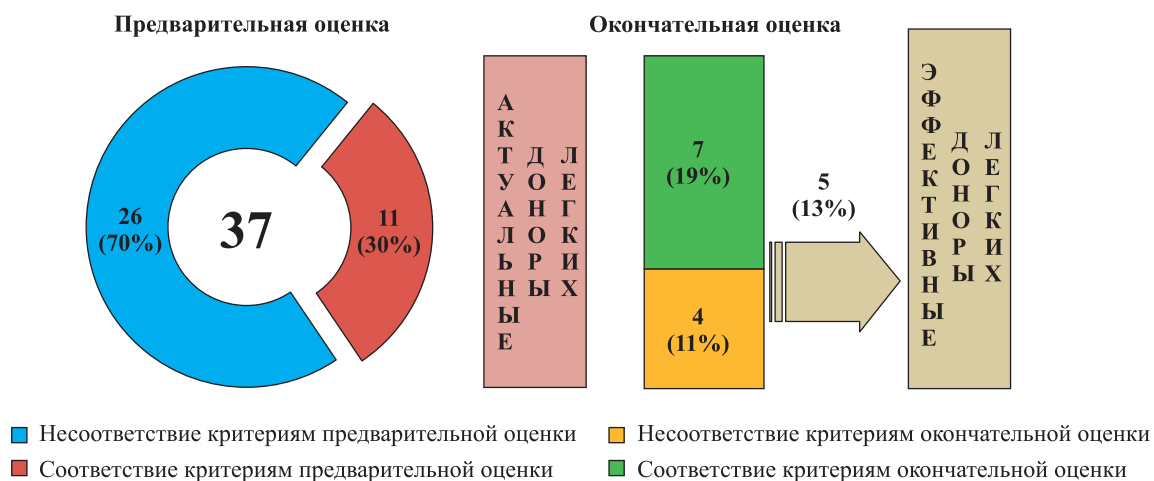 Предварительная оценка
26
(70%)
37
11
(30%)
АКТУАЛЬНЫЕ
ДОНОРЫ
ЛЕГКИХ
Окончательная оценка
7
(19%)
4
(11%)
5
(13%)
ЭФФЕКТИВНЫЕ
ДОНОРЫ
ЛЕГКИХ
Несоответствие критериям предварительной оценки
Соответствие критериям предварительной оценки
Несоответствие критериям окончательной оценки
Соответствие критериям окончательной оценки